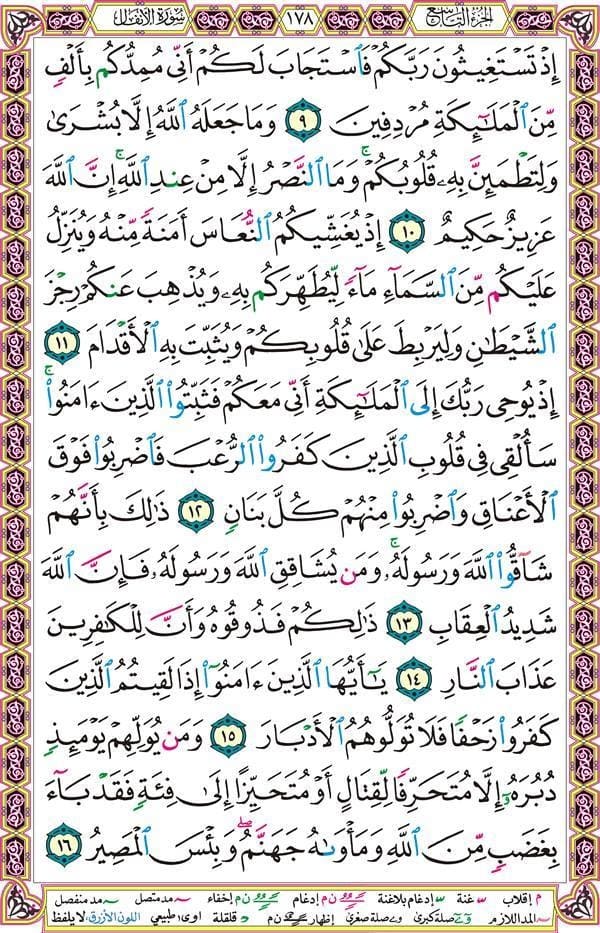 الجزء التاسع ١٧٨ سورة الأنفال
إِذْ تَسْتَغِيثُونَ رَبَّكُمْ فَٱسْتَجَابَ لَكُمْ أَنِّى مُمِدُّكُم بِأَلْفٍ
مِّنَ ٱلْمَلَٰٓئِكَةِ مُرْدِفِينَ ٩ وَمَا جَعَلَهُ ٱللَّهُ إِلَّا بُشْرَىٰ
وَلِتَطْمَئِنَّ بِهِۦ قُلُوبُكُمْ ۚ وَمَا ٱلنَّصْرُ إِلَّا مِنْ عِندِ ٱللَّهِ ۚ إِنَّ ٱللَّهَ
عَزِيزٌ حَكِيمٌ ١٠ إِذْ يُغَشِّيكُمُ ٱلنُّعَاسَ أَمَنَةً مِّنْهُ وَيُنَزِّلُ
عَلَيْكُم مِّنَ ٱلسَّمَآءِ مَآءً لِّيُطَهِّرَكُم بِهِۦ وَيُذْهِبَ عَنكُمْ رِجْزَ
ٱلشَّيْطَٰنِ وَلِيَرْبِطَ عَلَىٰ قُلُوبِكُمْ وَيُثَبِّتَ بِهِ ٱلْأَقْدَامَ ١١
إِذْ يُوحِى رَبُّكَ إِلَى ٱلْمَلَٰٓئِكَةِ أَنِّى مَعَكُمْ فَثَبِّتُوا۟ ٱلَّذِينَ ءَامَنُوا۟ ۚ
سَأُلْقِى فِى قُلُوبِ ٱلَّذِينَ كَفَرُوا۟ ٱلرُّعْبَ فَٱضْرِبُوا۟ فَوْقَ
ٱلْأَعْنَاقِ وَٱضْرِبُوا۟ مِنْهُمْ كُلَّ بَنَانٍ ١٢ ذَٰلِكَ بِأَنَّهُمْ
شَآقُّوا۟ ٱللَّهَ وَرَسُولَهُۥ ۚ وَمَن يُشَاقِقِ ٱللَّهَ وَرَسُولَهُۥ فَإِنَّ ٱللَّهَ
شَدِيدُ ٱلْعِقَابِ ١٣ ذَٰلِكُمْ فَذُوقُوهُ وَأَنَّ لِلْكَٰفِرِينَ
عَذَابَ ٱلنَّارِ ١٤ يَٰٓأَيُّهَا ٱلَّذِينَ ءَامَنُوٓا۟ إِذَا لَقِيتُمُ ٱلَّذِينَ
كَفَرُوا۟ زَحْفًا فَلَا تُوَلُّوهُمُ ٱلْأَدْبَارَ ١٥ وَمَن يُوَلِّهِمْ يَوْمَئِذٍ
دُبُرَهُۥٓ إِلَّا مُتَحَرِّفًا لِّقِتَالٍ أَوْ مُتَحَيِّزًا إِلَىٰ فِئَةٍ فَقَدْ بَآءَ
بِغَضَبٍ مِّنَ ٱللَّهِ وَمَأْوَىٰهُ جَهَنَّمُ ۖ وَبِئْسَ ٱلْمَصِيرُ ١٦
م إقلاب غنة إدغام بلاغنة ن م إدغام ن م إخفاء مد متصل مد منفصل
المد اللازم صلة كبرى صلة صغرى إظهار ن م قلقلة اوى طبيعي اللون الأزرق لا يلفظ